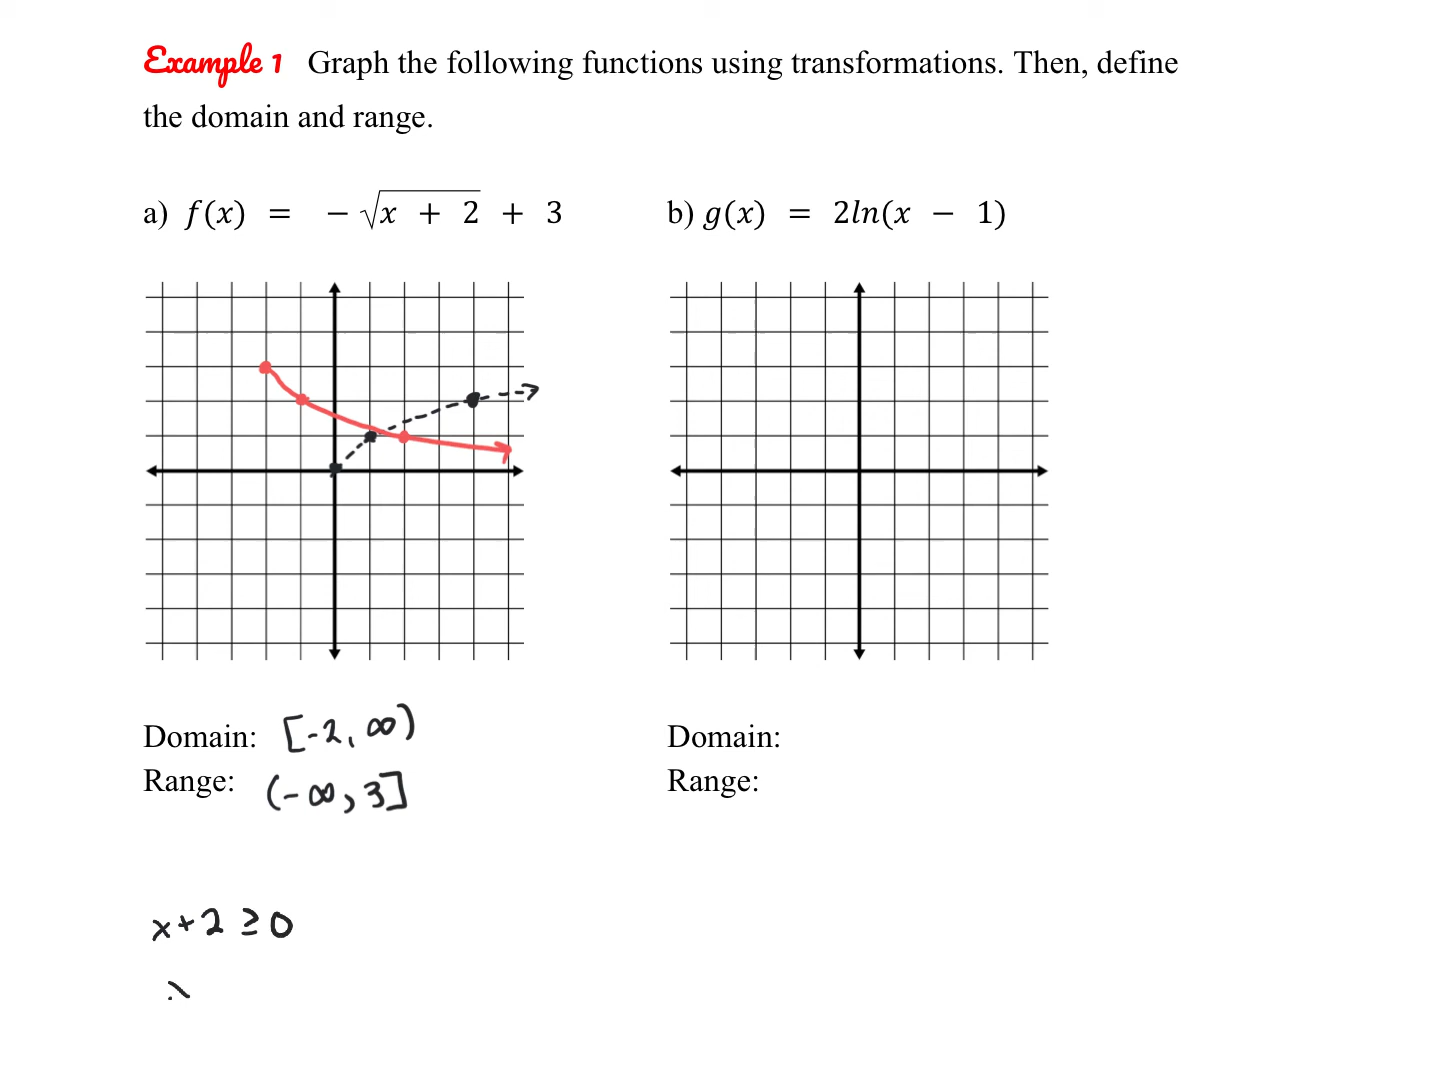 Example 1 Graph the following functions using transformations. Then, define
the domain and range.
a) f(x) = -√(x + 2) + 3
b) g(x) = 2ln(x - 1)
Domain: [-2, ∞)
Range: (-∞, 3]
Domain:
Range:
x+2 ≥ 0